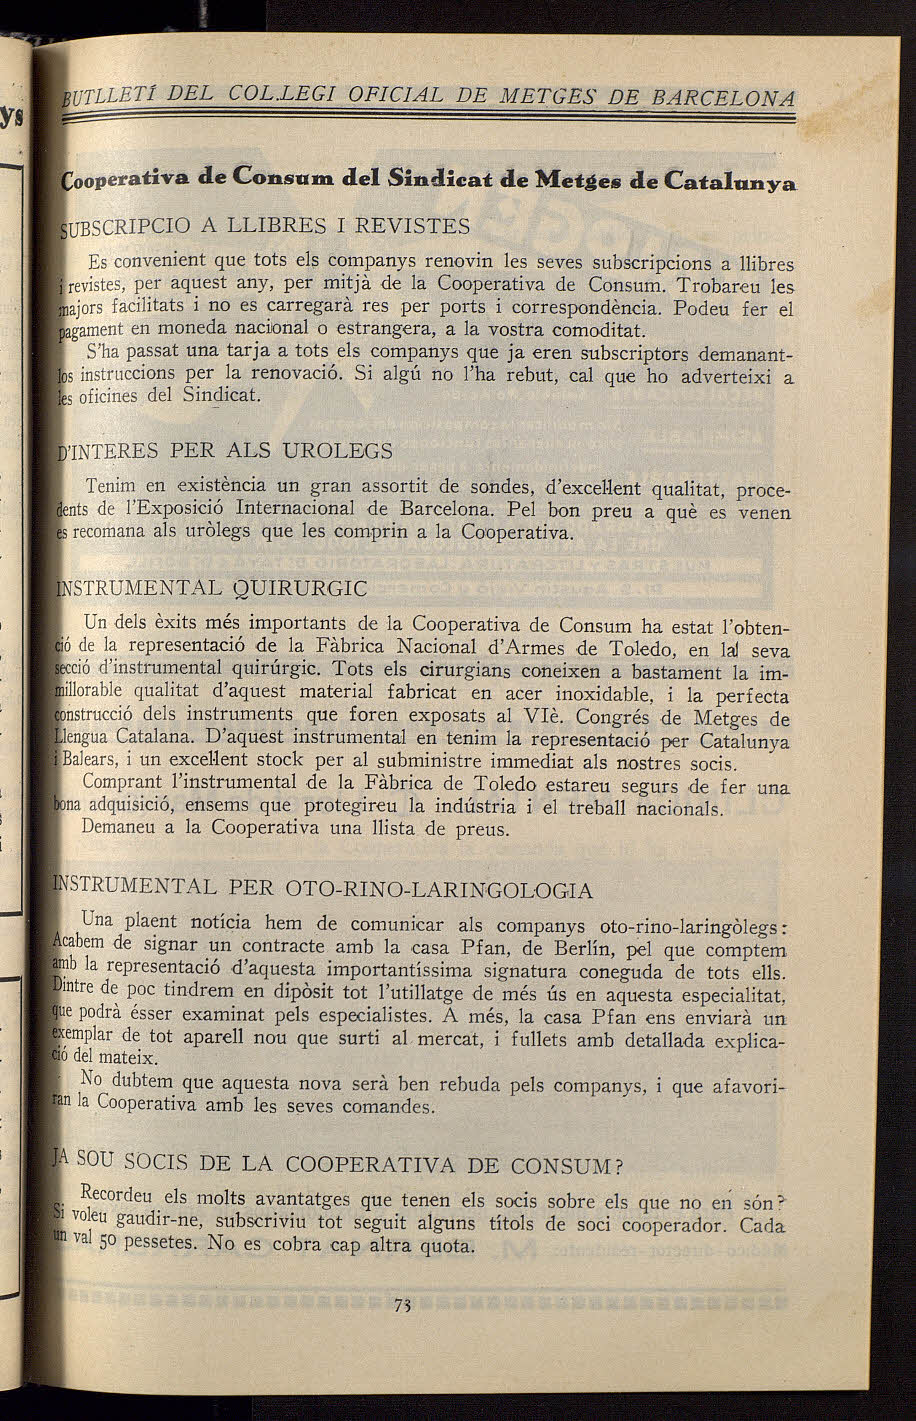 BUTLLETÍ DEL COL.LEGI OFICIAL DE METGES DE BARCELONA
Cooperativa de Consum del Sindicat de Metges de Catalunya
SUBSCRIPCIO A LLIBRES I REVISTES
Es convenient que tots els companys renovin les seves subscripcions a llibres
i revistes, per aquest any, per mitjà de la Cooperativa de Consum. Trobareu les
majors facilitats i no es carregarà res per ports i correspondència. Podeu fer el
pagament en moneda nacional o estrangera, a la vostra comoditat.
S'ha passat una tarja a tots els companys que ja eren subscriptors demanant-
los instruccions per la renovació. Si algú no l'ha rebut, cal que ho adverteixi a
les oficines del Sindicat.
D'INTERES PER ALS UROLEGS
Tenim en existència un gran assortit de sondes, d'excel·lent qualitat, proce-
dents de l'Exposició Internacional de Barcelona. Pel bon preu a què es venen
es recomana als uròlegs que les comprin a la Cooperativa.
INSTRUMENTAL QUIRURGIC
Un dels èxits més importants de la Cooperativa de Consum ha estat l'obten-
ció de la representació de la Fàbrica Nacional d'Armes de Toledo, en la seva
secció d'instrumental quirúrgic. Tots els cirurgians coneixen a bastament la im-
millorable qualitat d'aquest material fabricat en acer inoxidable, i la perfecta
construcció dels instruments que foren exposats al VIè. Congrés de Metges de
Llengua Catalana. D'aquest instrumental en tenim la representació per Catalunya
i Balears, i un excel·lent stock per al subministre immediat als nostres socis.
Comprant l'instrumental de la Fàbrica de Toledo estareu segurs de fer una
bona adquisició, ensems que protegireu la indústria i el treball nacionals.
Demaneu a la Cooperativa una llista de preus.
INSTRUMENTAL PER OTO-RINO-LARINGOLOGIA
Una plaent notícia hem de comunicar als companys oto-rino-laringòlegs:
Acabem de signar un contracte amb la casa Pfan, de Berlín, pel que comptem
amb la representació d'aquesta importantíssima signatura coneguda de tots ells.
Dintre de poc tindrem en dipòsit tot l'utillatge de més ús en aquesta especialitat,
que podrà ésser examinat pels especialistes. A més, la casa Pfan ens enviarà un
exemplar de tot aparell nou que surti al mercat, i fullets amb detallada explica-
ció del mateix.
No dubtem que aquesta nova serà ben rebuda pels companys, i que afavori-
ran la Cooperativa amb les seves comandes.
JA SOU SOCIS DE LA COOPERATIVA DE CONSUM?
Recordeu els molts avantatges que tenen els socis sobre els que no en són?
Si voleu gaudir-ne, subscriviu tot seguit alguns títols de soci cooperador. Cada
un val 50 pessetes. No es cobra cap altra quota.
73